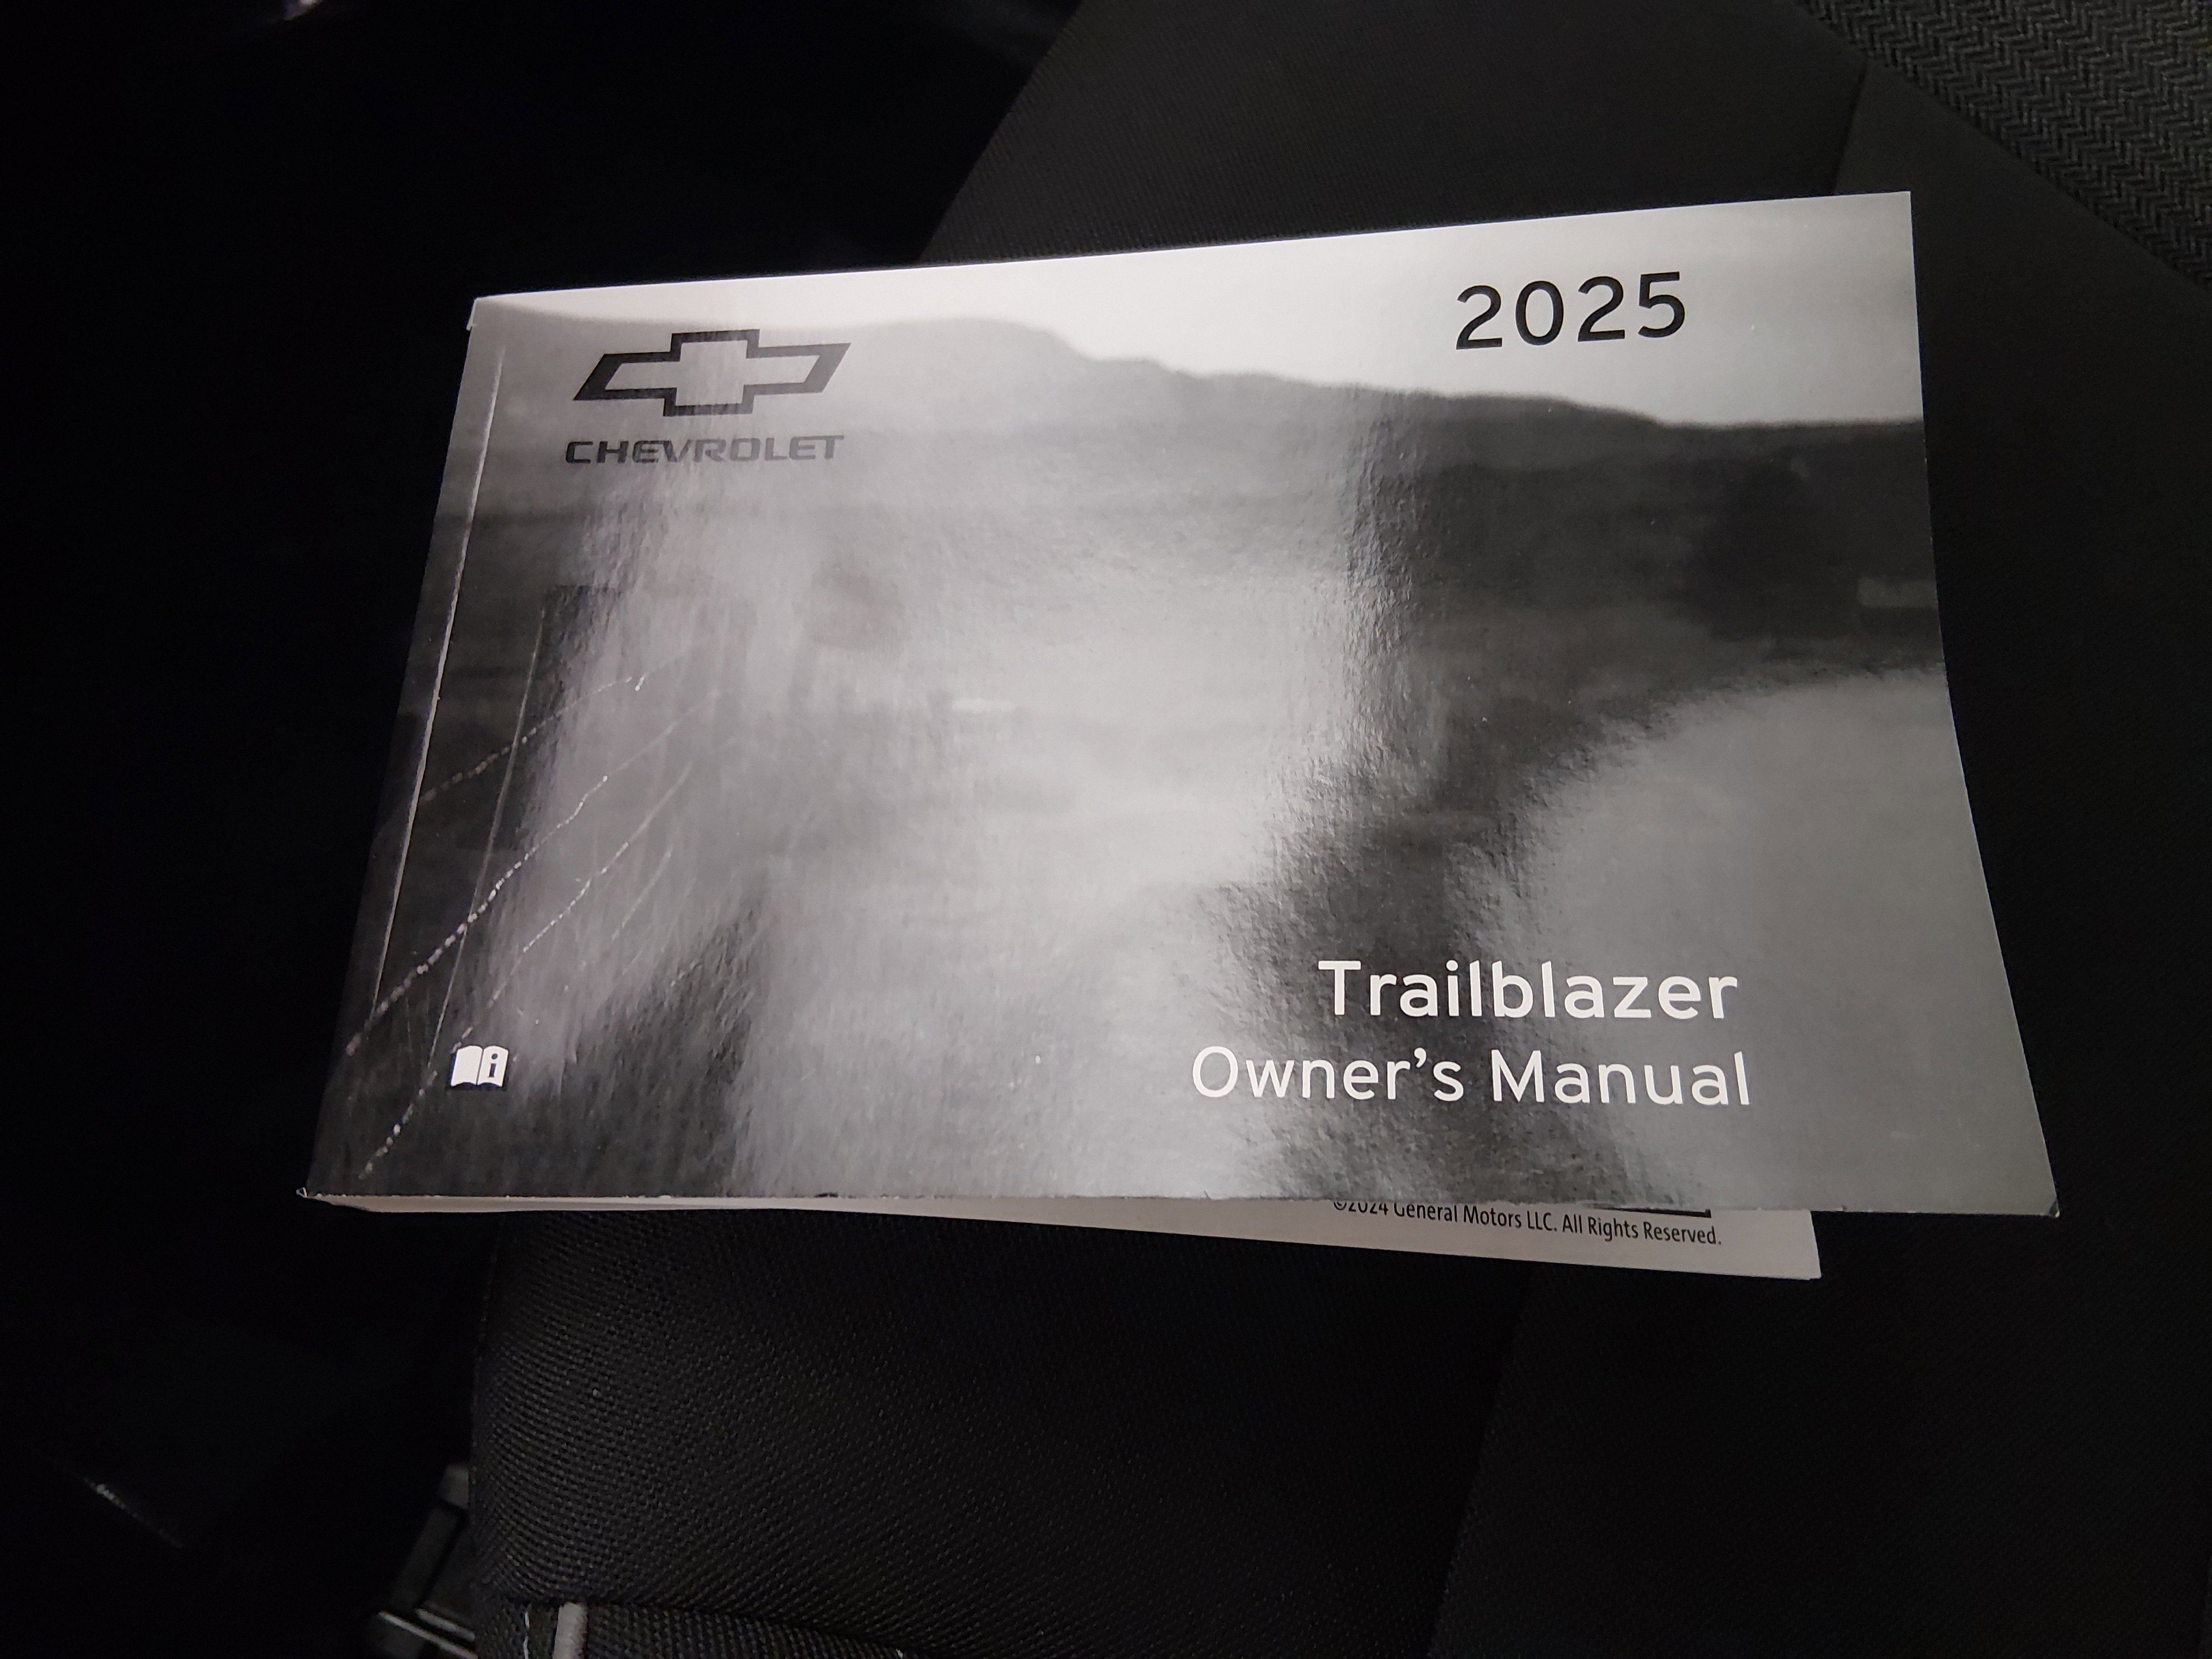 2025
CHEVROLET
Trailblazer
Owner's Manual
©2024 General Motors LLC. All Rights Reserved.